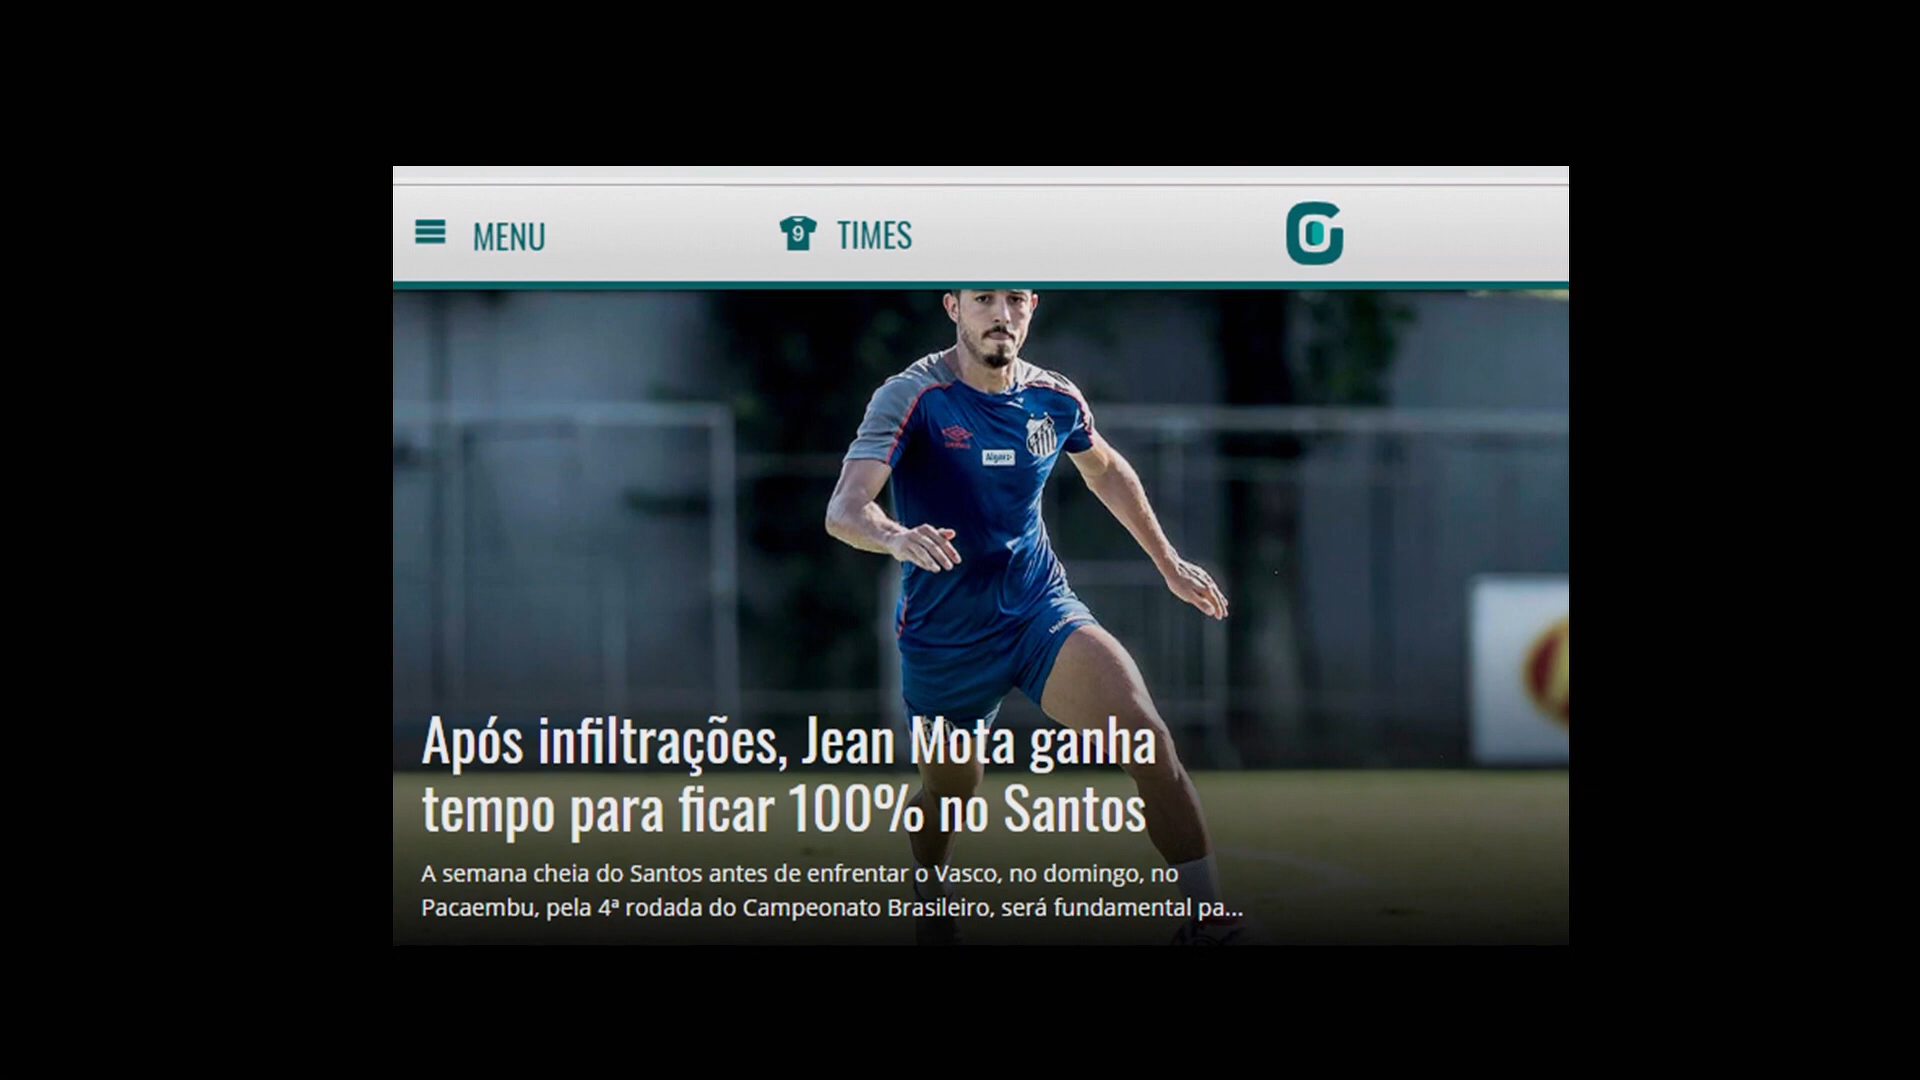 MENU
9
TIMES
Após infiltrações, Jean Mota ganha
tempo para ficar 100% no Santos
A semana cheia do Santos antes de enfrentar o Vasco, no domingo, no
Pacaembu, pela 4ª rodada do Campeonato Brasileiro, será fundamental pa...